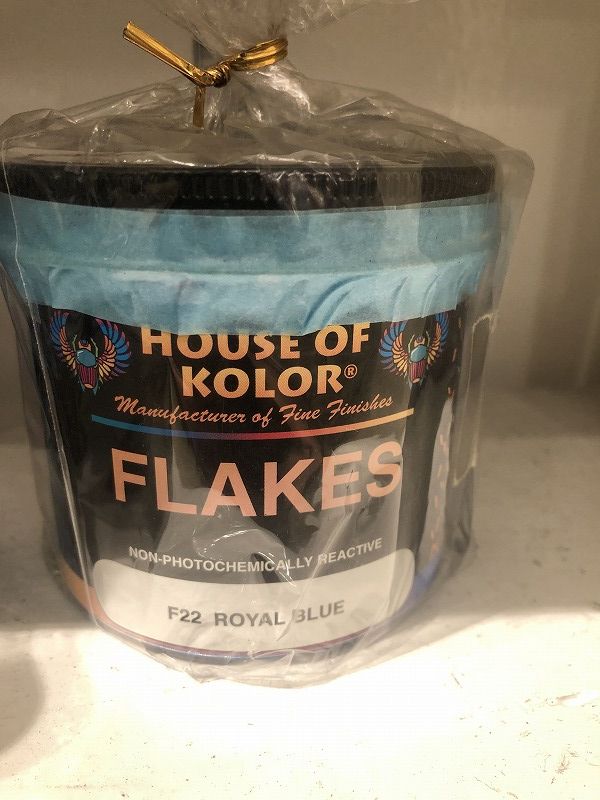 HOUSE OF
KOLOR®
Manufacturer of Fine Finishes
FLAKES
NON-PHOTOCHEMICALLY REACTIVE
F22 ROYAL BLUE